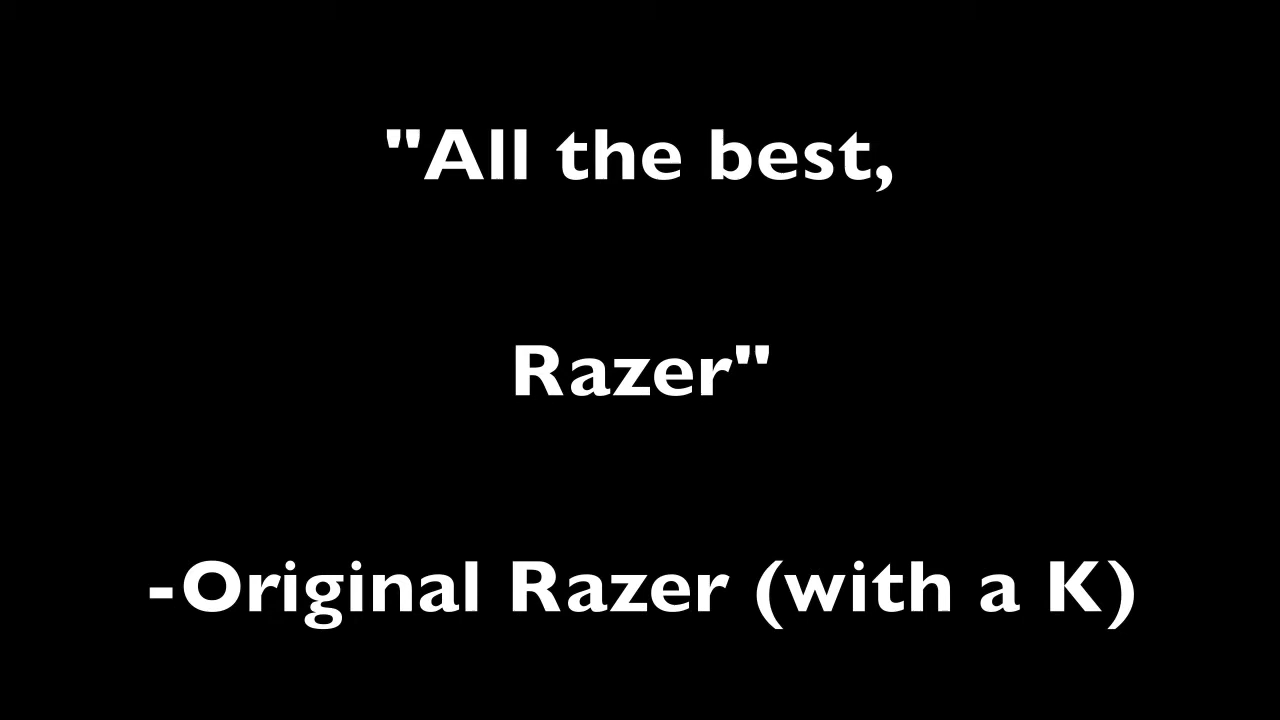 "All the best,
Razer"
-Original Razer (with a K)